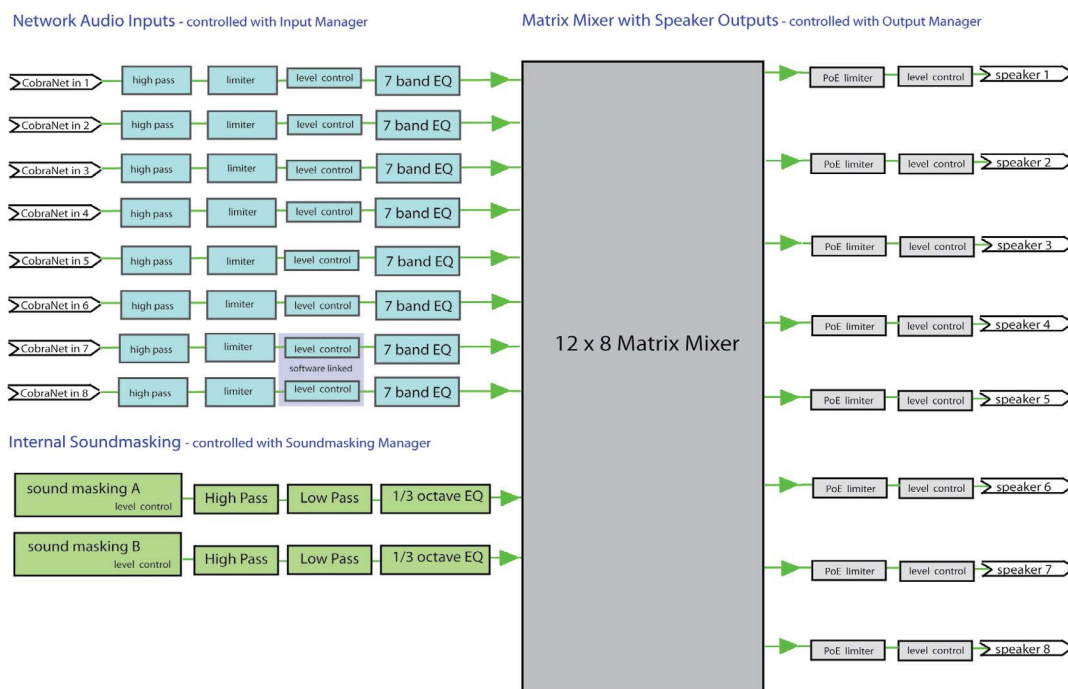 Network Audio Inputs - controlled with Input Manager
Matrix Mixer with Speaker Outputs - controlled with Output Manager
CobraNet in 1 high pass limiter level control 7 band EQ
CobraNet in 2 high pass limiter level control 7 band EQ
CobraNet in 3 high pass limiter level control 7 band EQ
CobraNet in 4 high pass limiter level control 7 band EQ
CobraNet in 5 high pass limiter level control 7 band EQ
CobraNet in 6 high pass limiter level control 7 band EQ
CobraNet in 7 high pass limiter level control 7 band EQ
software linked
CobraNet in 8 high pass limiter level control 7 band EQ
Internal Soundmasking - controlled with Soundmasking Manager
sound masking A
level control
High Pass Low Pass 1/3 octave EQ
sound masking B
level control
High Pass Low Pass 1/3 octave EQ
12 x 8 Matrix Mixer
PoE limiter level control speaker 1
PoE limiter level control speaker 2
PoE limiter level control speaker 3
PoE limiter level control speaker 4
PoE limiter level control speaker 5
PoE limiter level control speaker 6
PoE limiter level control speaker 7
PoE limiter level control speaker 8